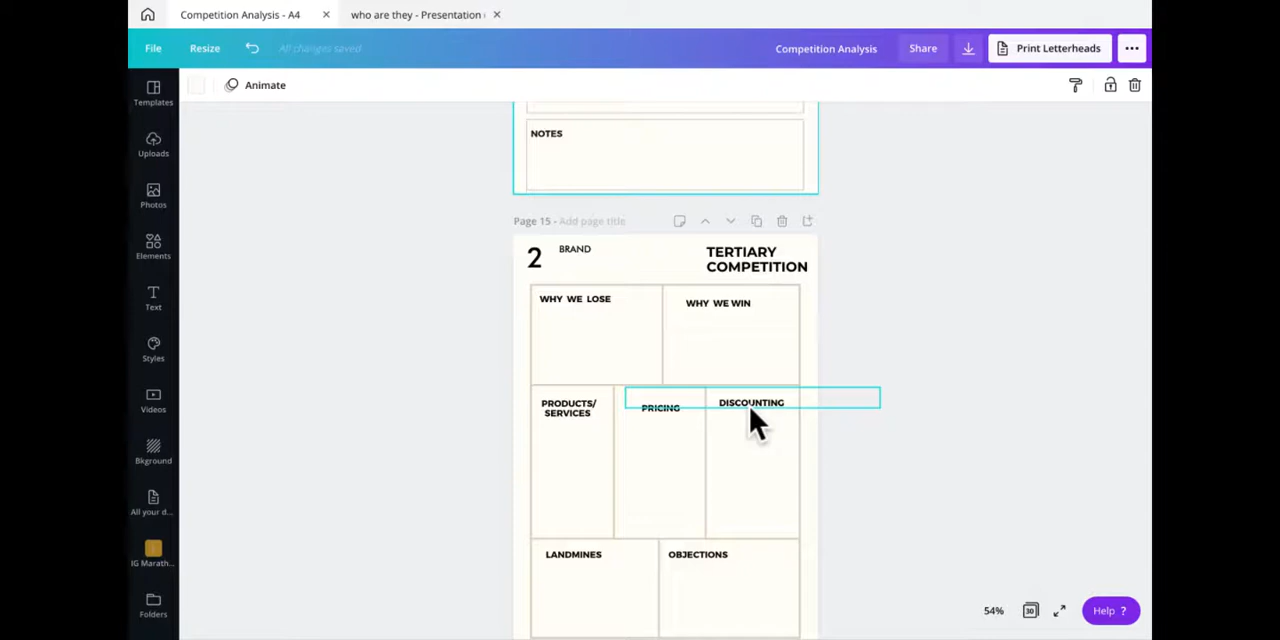 Competition Analysis - A4
who are they - Presentation
File
Resize
All changes saved
Competition Analysis
Share
Print Letterheads
Templates
Animate
Uploads
NOTES
Photos
Page 15 - Add page title
Elements
2
BRAND
TERTIARY
COMPETITION
Text
WHY WE LOSE
WHY WE WIN
Styles
Videos
PRODUCTS/
SERVICES
PRICING
DISCOUNTING
Bkground
All your d...
LANDMINES
OBJECTIONS
IG Marath...
Folders
54%
30
Help ?